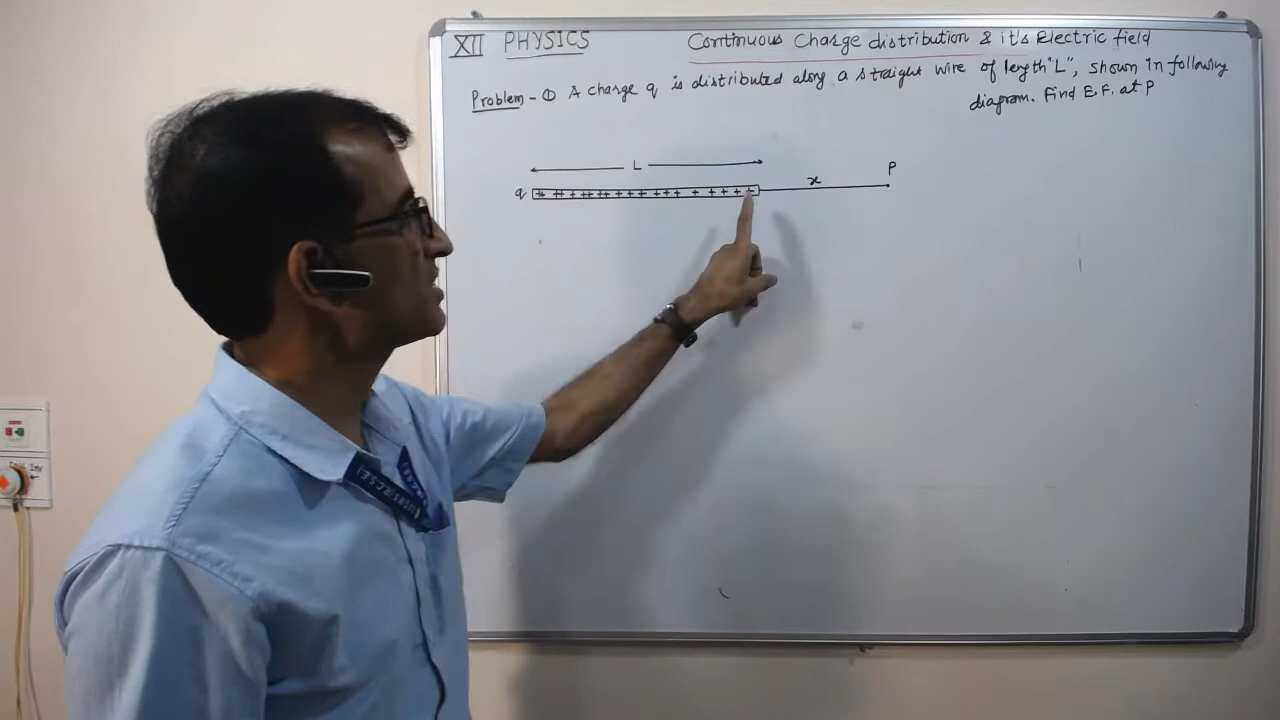 XII PHYSICS
Continuous Charge distribution & it's Electric field
Problem - ① A charge q is distributed along a straight wire of length "L", shown in following
diagram. Find E.F. at P
L
P
x
q